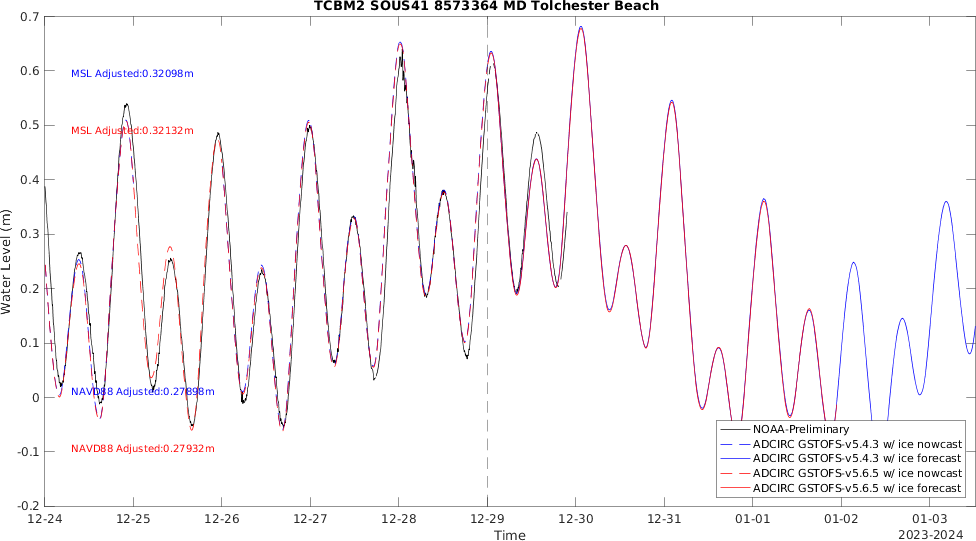 TCBM2 SOUS41 8573364 MD Tolchester Beach
0.7
0.6
0.5
0.4
0.3
0.2
0.1
0
-0.1
-0.2
Water Level (m)
MSL Adjusted:0.32098m
MSL Adjusted:0.32132m
NAVD88 Adjusted:0.27898m
NAVD88 Adjusted:0.27932m
NOAA-Preliminary
ADCIRC GSTOFS-v5.4.3 w/ ice nowcast
ADCIRC GSTOFS-v5.4.3 w/ ice forecast
ADCIRC GSTOFS-v5.6.5 w/ ice nowcast
ADCIRC GSTOFS-v5.6.5 w/ ice forecast
12-24 12-25 12-26 12-27 12-28 12-29 12-30 12-31 01-01 01-02 01-03
Time
2023-2024